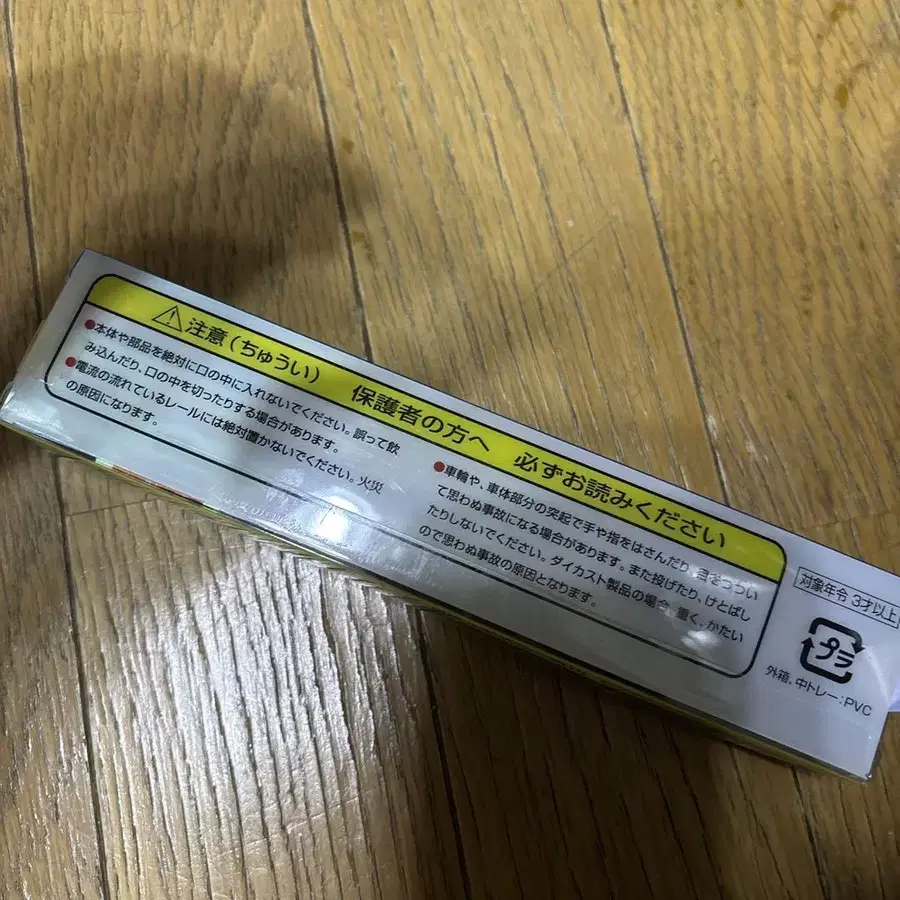 ⚠注意(ちゅうい) 保護者の方へ 必ずお読みください
●本体や部品を絶対に口の中に入れないでください。誤って飲
み込んだり、口の中を切ったりする場合があります。
●電流の流れているレールには絶対置かないでください。火災
の原因になります。
●車輪や、車体部分の突起で手や指をはさんだり、目をつつい
て思わぬ事故になる場合があります。また投げたり、けとばし
たりしないでください。ダイカスト製品の場合、重く、かたい
ので思わぬ事故の原因となります。
対象年令 3才以上
プラ
外箱、中トレー:PVC